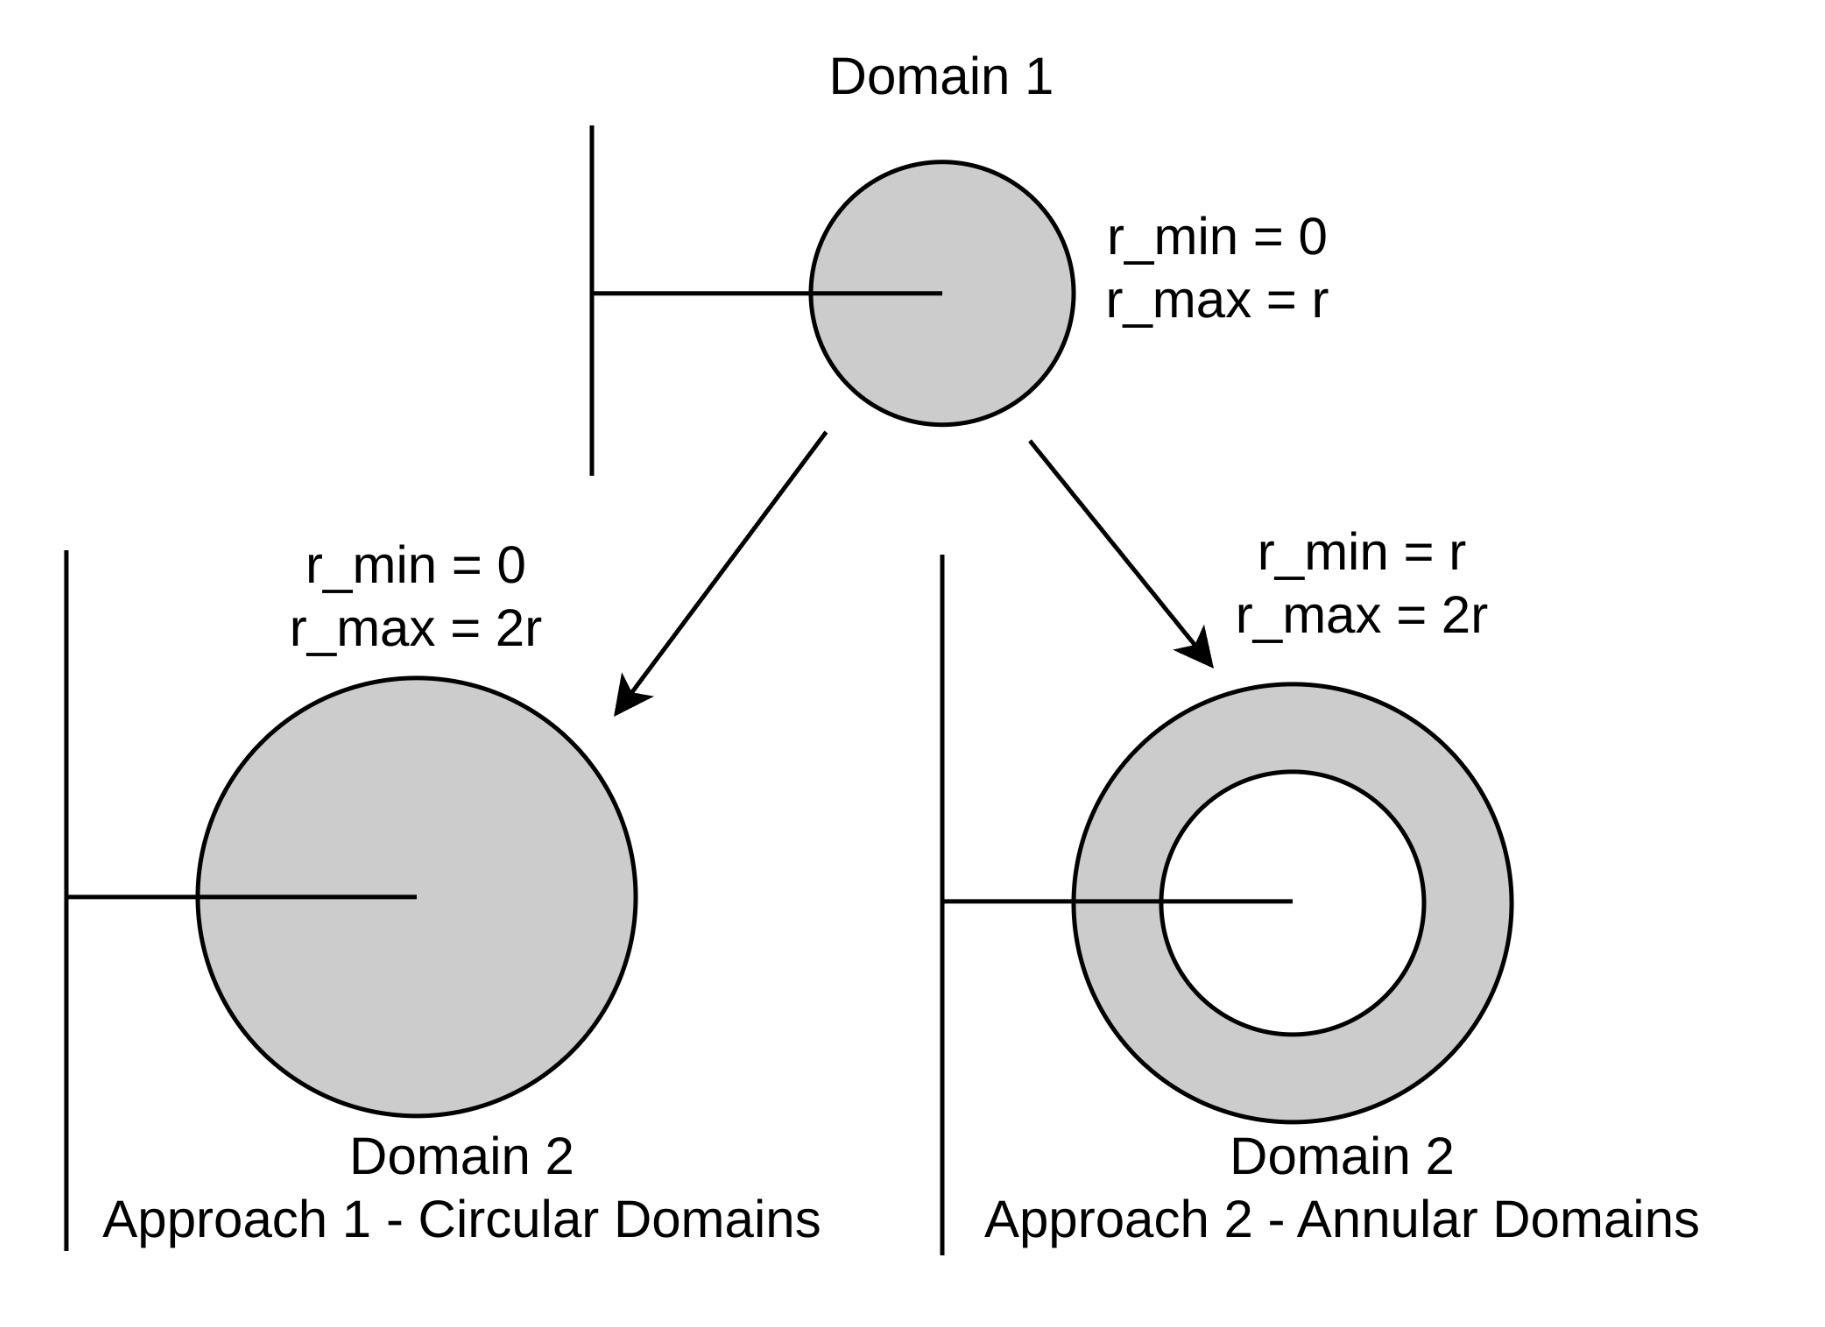 Domain 1
r_min = 0
r_max = r
r_min = 0
r_max = 2r
r_min = r
r_max = 2r
Domain 2
Approach 1 - Circular Domains
Domain 2
Approach 2 - Annular Domains